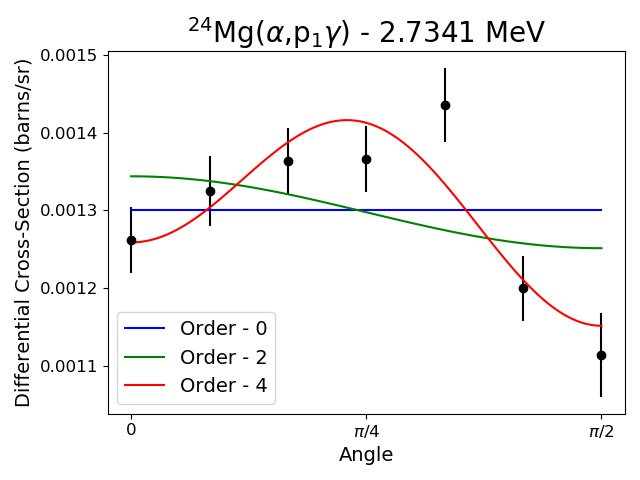 ²⁴Mg(α,p₁γ) - 2.7341 MeV
Differential Cross-Section (barns/sr)
0.0015
0.0014
0.0013
0.0012
0.0011
Order - 0
Order - 2
Order - 4
0 π/4 π/2
Angle